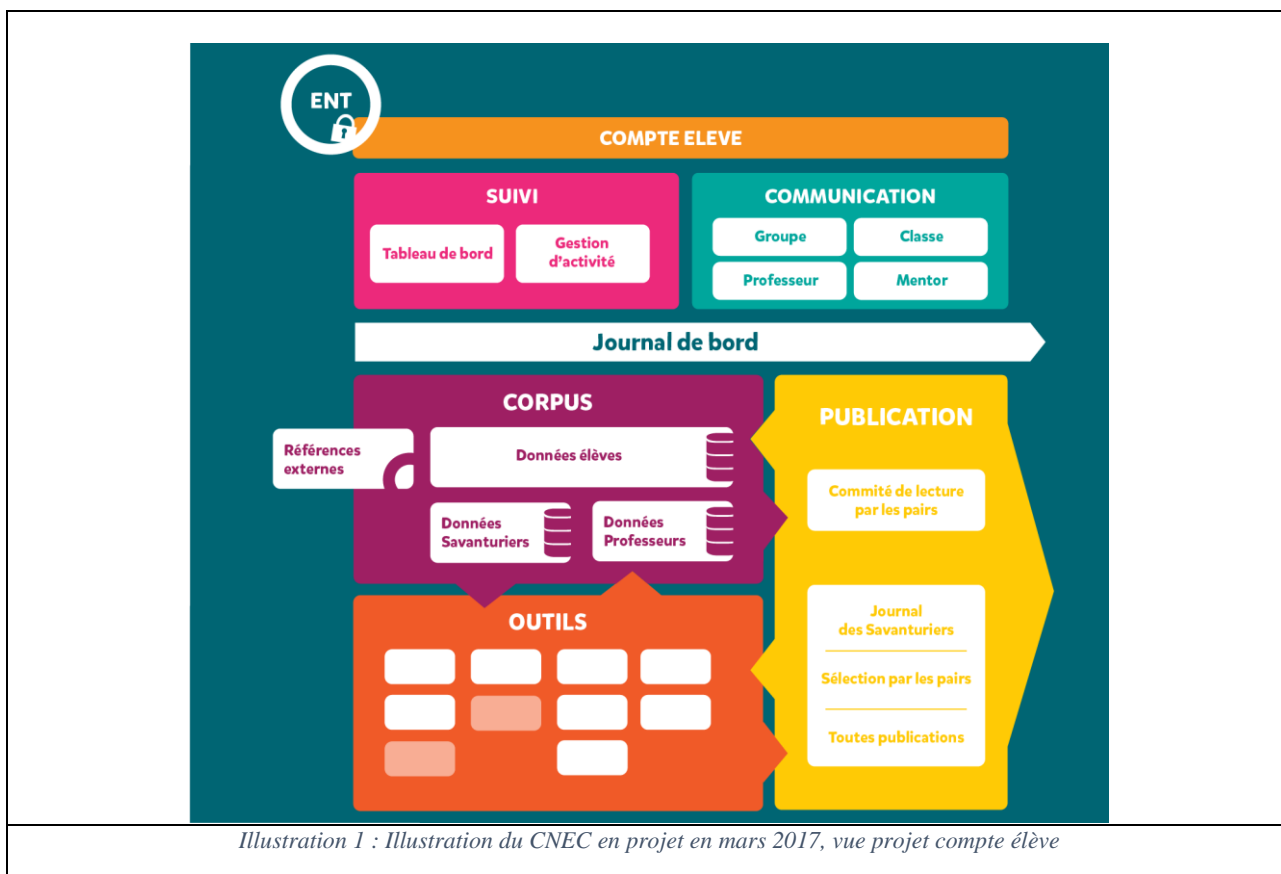 ENT
COMPTE ELEVE
SUIVI
Tableau de bord
Gestion
d'activité
COMMUNICATION
Groupe
Classe
Professeur
Mentor
Journal de bord
CORPUS
Références
externes
Données élèves
Données
Savanturiers
Données
Professeurs
PUBLICATION
Commité de lecture
par les pairs
Journal
des Savanturiers
Sélection par les pairs
Toutes publications
OUTILS
Illustration 1 : Illustration du CNEC en projet en mars 2017, vue projet compte élève